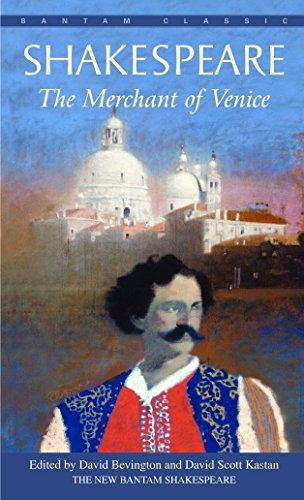 BANTAM CLASSIC
SHAKESPEARE
The Merchant of Venice
Edited by David Bevington and David Scott Kastan
THE NEW BANTAM SHAKESPEARE